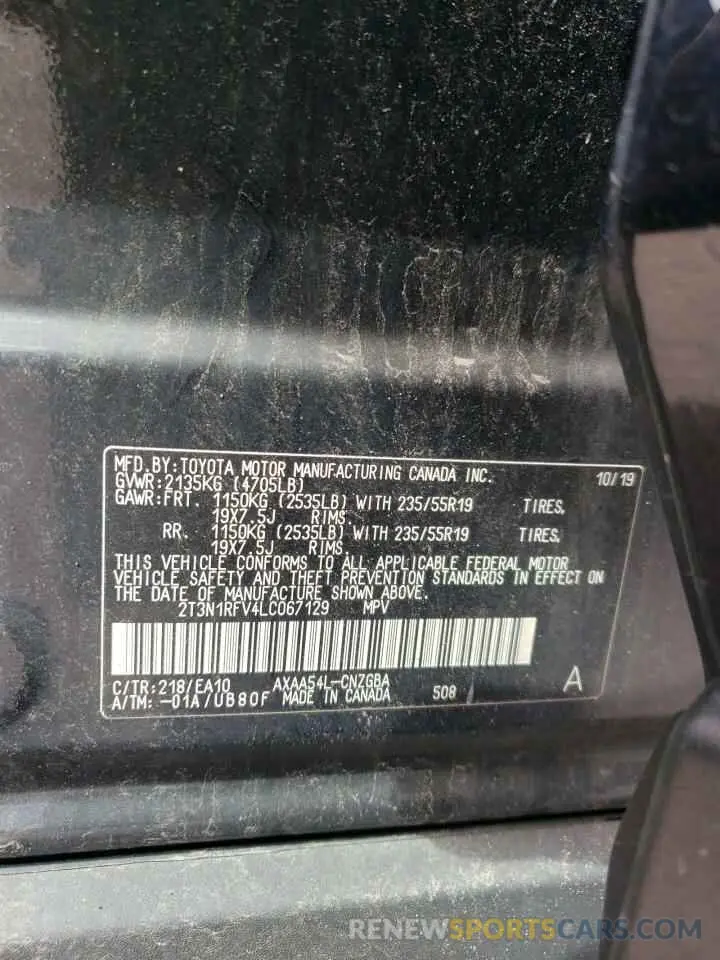 MFD.BY:TOYOTA MOTOR MANUFACTURING CANADA INC. 10/19
GVWR:2135KG (4705LB)
GAWR:FRT. 1150KG (2535LB) WITH 235/55R19 TIRES,
19X7.5J RIMS.
RR. 1150KG (2535LB) WITH 235/55R19 TIRES,
19X7.5J RIMS.
THIS VEHICLE CONFORMS TO ALL APPLICABLE FEDERAL MOTOR
VEHICLE SAFETY AND THEFT PREVENTION STANDARDS IN EFFECT ON
THE DATE OF MANUFACTURE SHOWN ABOVE.
2T3N1RFV4LC067129 MPV
C/TR:218/EA10 AXAA54L-CNZGBA
A/TM:-01A/UB80F MADE IN CANADA 508 A
RENEWSPORTSCARS.COM